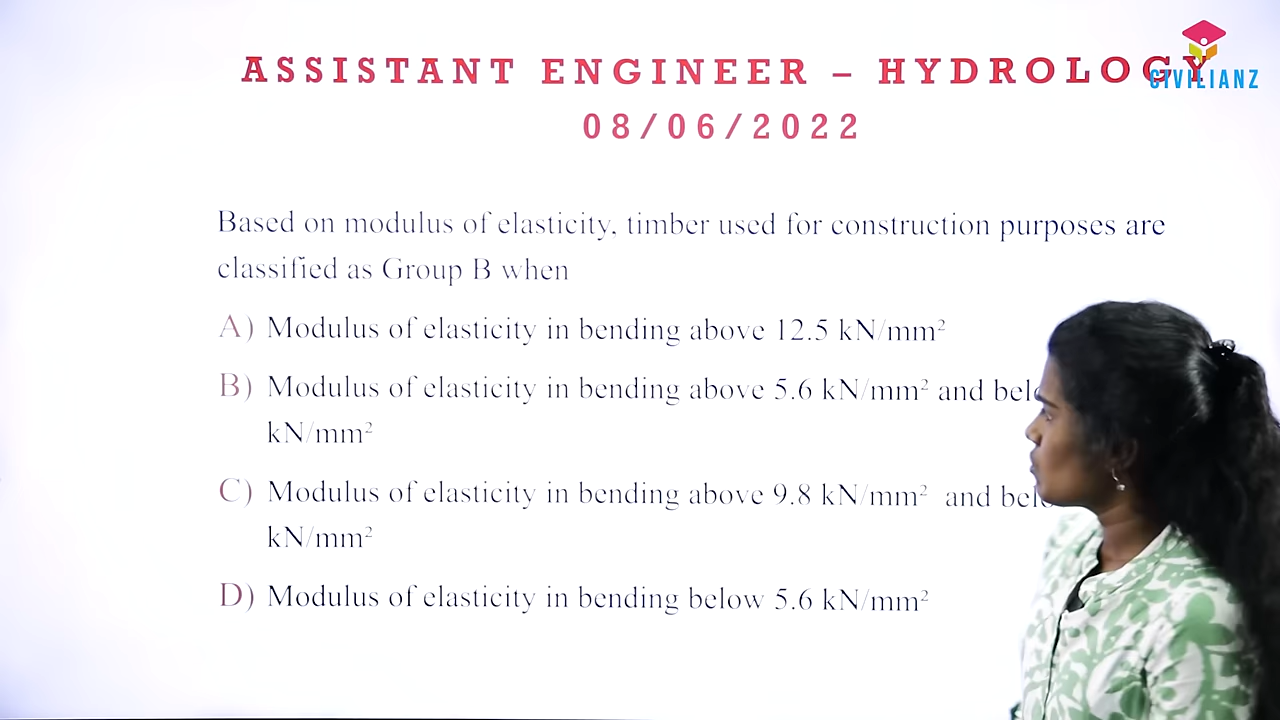 ASSISTANT ENGINEER – HYDROLOGY
CIVILIANZ
08/06/2022
Based on modulus of elasticity, timber used for construction purposes are
classified as Group B when
A) Modulus of elasticity in bending above 12.5 kN/mm²
B) Modulus of elasticity in bending above 5.6 kN/mm² and
kN/mm²
C) Modulus of elasticity in bending above 9.8 kN/mm² and
kN/mm²
D) Modulus of elasticity in bending below 5.6 kN/mm²